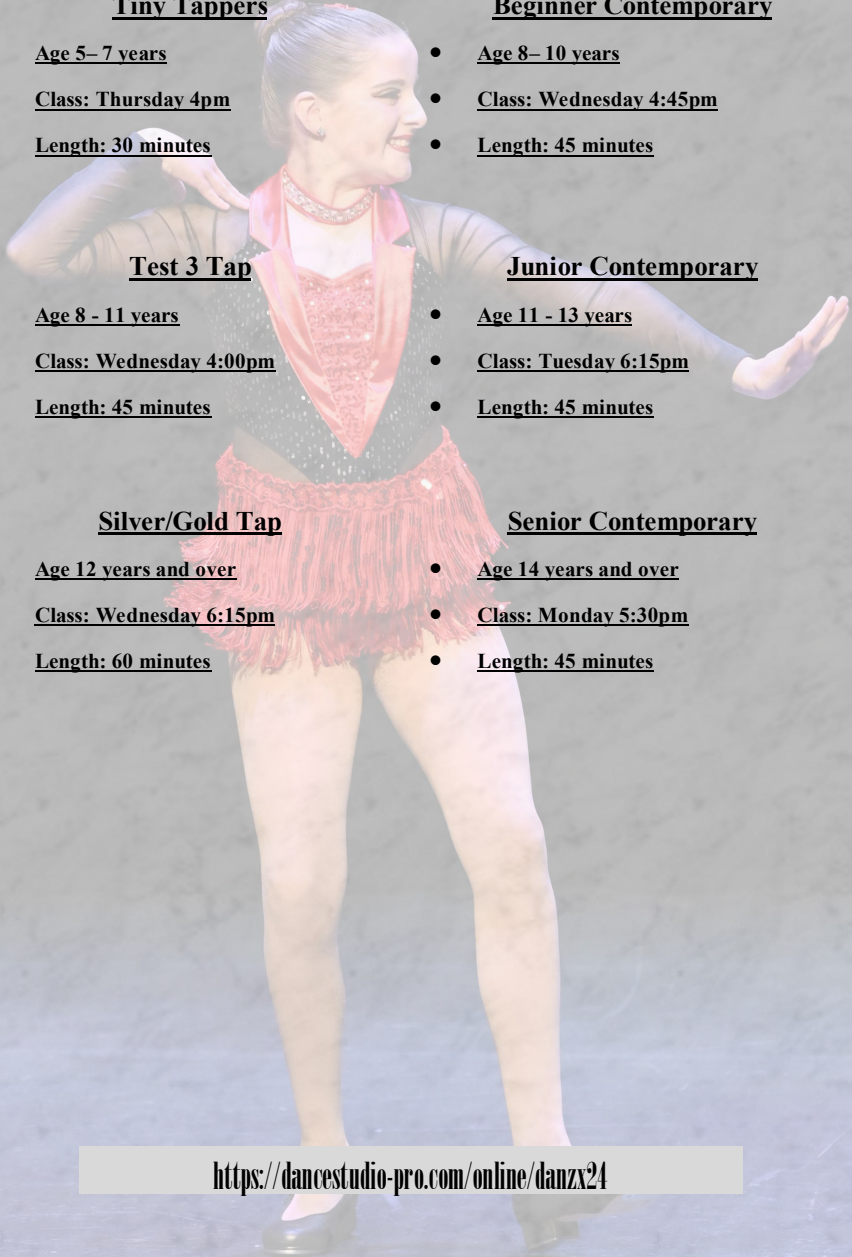 Tiny Tappers
Age 5– 7 years
Class: Thursday 4pm
Length: 30 minutes
Test 3 Tap
Age 8 - 11 years
Class: Wednesday 4:00pm
Length: 45 minutes
Silver/Gold Tap
Age 12 years and over
Class: Wednesday 6:15pm
Length: 60 minutes
Beginner Contemporary
• Age 8– 10 years
• Class: Wednesday 4:45pm
• Length: 45 minutes
Junior Contemporary
• Age 11 - 13 years
• Class: Tuesday 6:15pm
• Length: 45 minutes
Senior Contemporary
• Age 14 years and over
• Class: Monday 5:30pm
• Length: 45 minutes
https://dancestudio-pro.com/online/danzx24